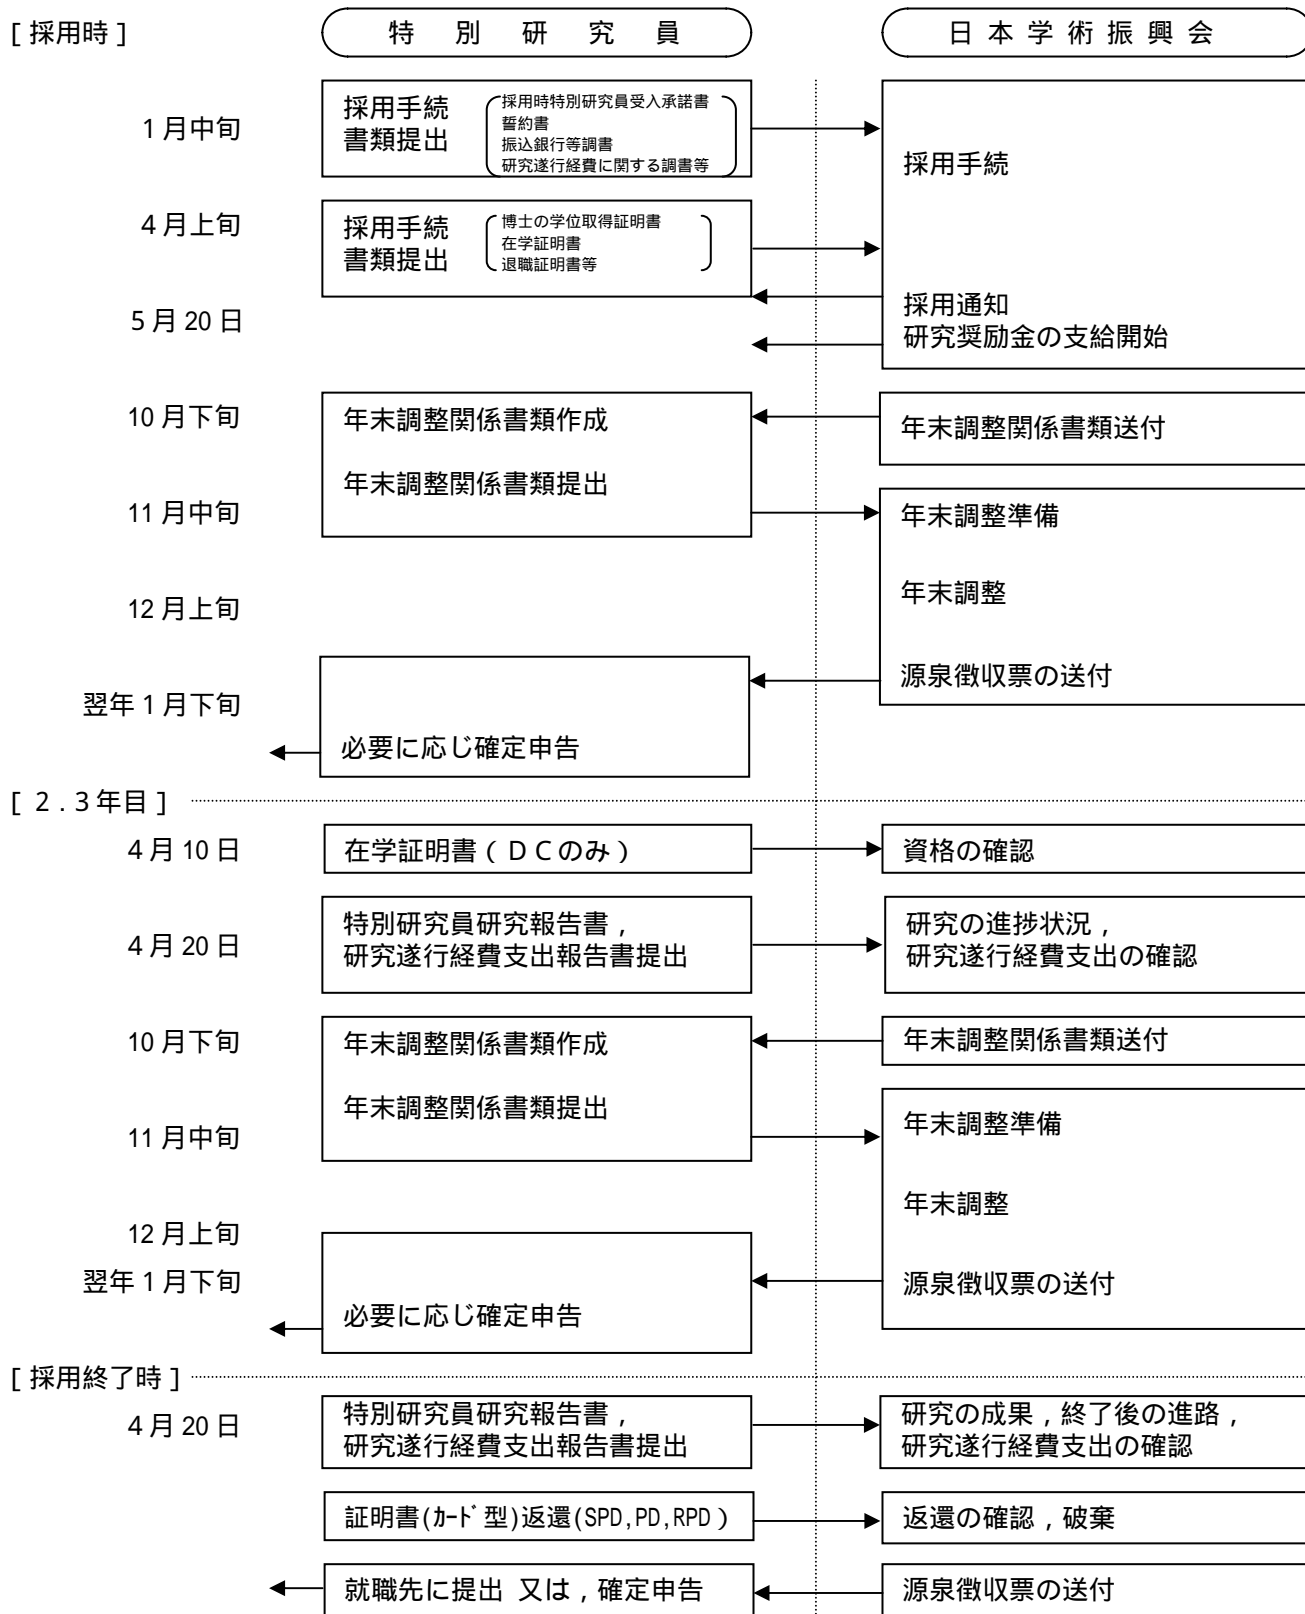 [ 採用時 ]
特別研究員
日本学術振興会
1月中旬
採用手続
書類提出
採用時特別研究員受入承諾書
誓約書
振込銀行等調書
研究遂行経費に関する調書等
採用手続
4月上旬
採用手続
書類提出
博士の学位取得証明書
在学証明書
退職証明書等
5月20日
採用通知
研究奨励金の支給開始
10月下旬
年末調整関係書類作成
年末調整関係書類送付
年末調整関係書類提出
11月中旬
年末調整準備
12月上旬
年末調整
翌年1月下旬
源泉徴収票の送付
必要に応じ確定申告
[ 2.3年目 ]
4月10日
在学証明書(DCのみ)
資格の確認
4月20日
特別研究員研究報告書,
研究遂行経費支出報告書提出
研究の進捗状況,
研究遂行経費支出の確認
10月下旬
年末調整関係書類作成
年末調整関係書類送付
年末調整関係書類提出
11月中旬
年末調整準備
年末調整
12月上旬
翌年1月下旬
源泉徴収票の送付
必要に応じ確定申告
[ 採用終了時 ]
4月20日
特別研究員研究報告書,
研究遂行経費支出報告書提出
研究の成果,終了後の進路,
研究遂行経費支出の確認
証明書(ｶｰﾄﾞ型)返還(SPD,PD,RPD)
返還の確認,破棄
就職先に提出 又は,確定申告
源泉徴収票の送付